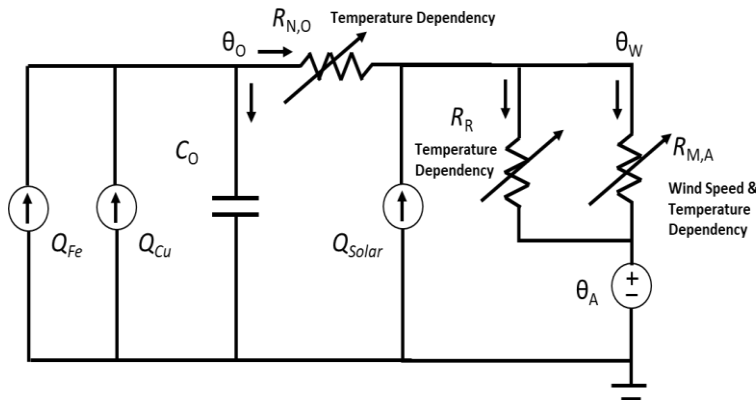 R_N,O
Temperature Dependency
θ_O
θ_W
C_O
R_R
Temperature
Dependency
R_M,A
Wind Speed &
Temperature
Dependency
Q_Fe
Q_Cu
Q_Solar
θ_A
+
−